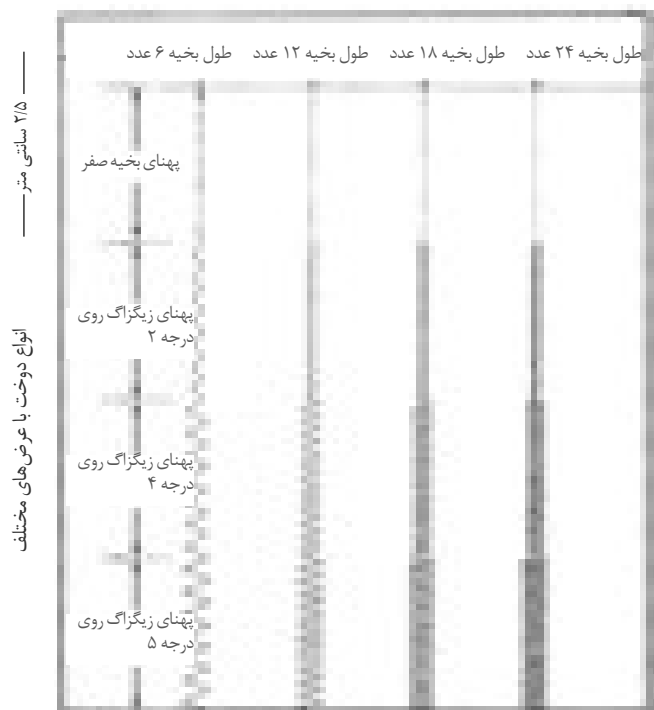 طول بخیه ۲۴ عدد
طول بخیه ۱۸ عدد
طول بخیه ۱۲ عدد
طول بخیه ۶ عدد
۲/۵ سانتی متر
پهنای بخیه صفر
پهنای زیگزاگ روی
درجه ۲
پهنای زیگزاگ روی
درجه ۴
پهنای زیگزاگ روی
درجه ۵
انواع دوخت با عرض‌های مختلف